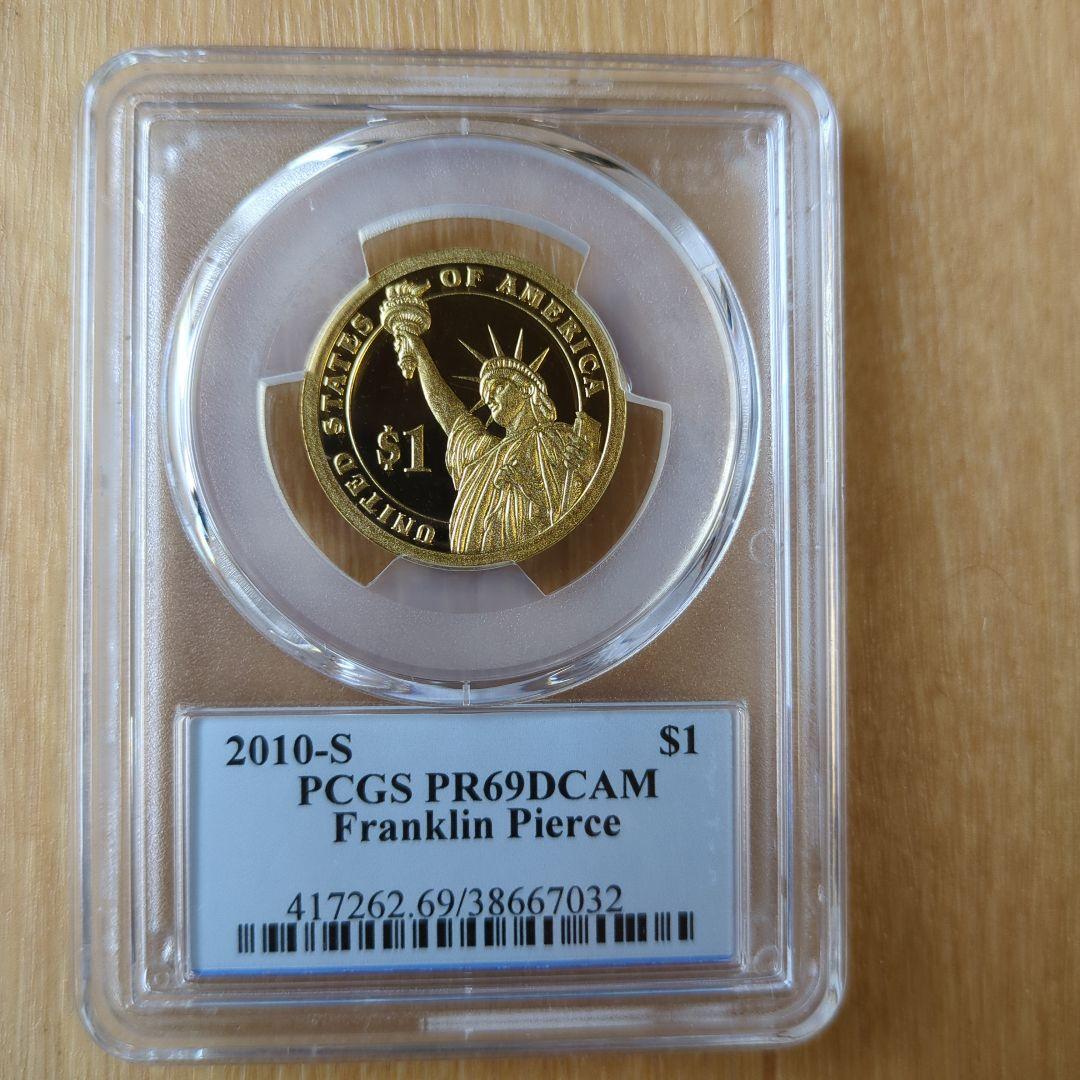 UNITED STATES OF AMERICA
$1
2010-S $1
PCGS PR69DCAM
Franklin Pierce
417262.69/38667032